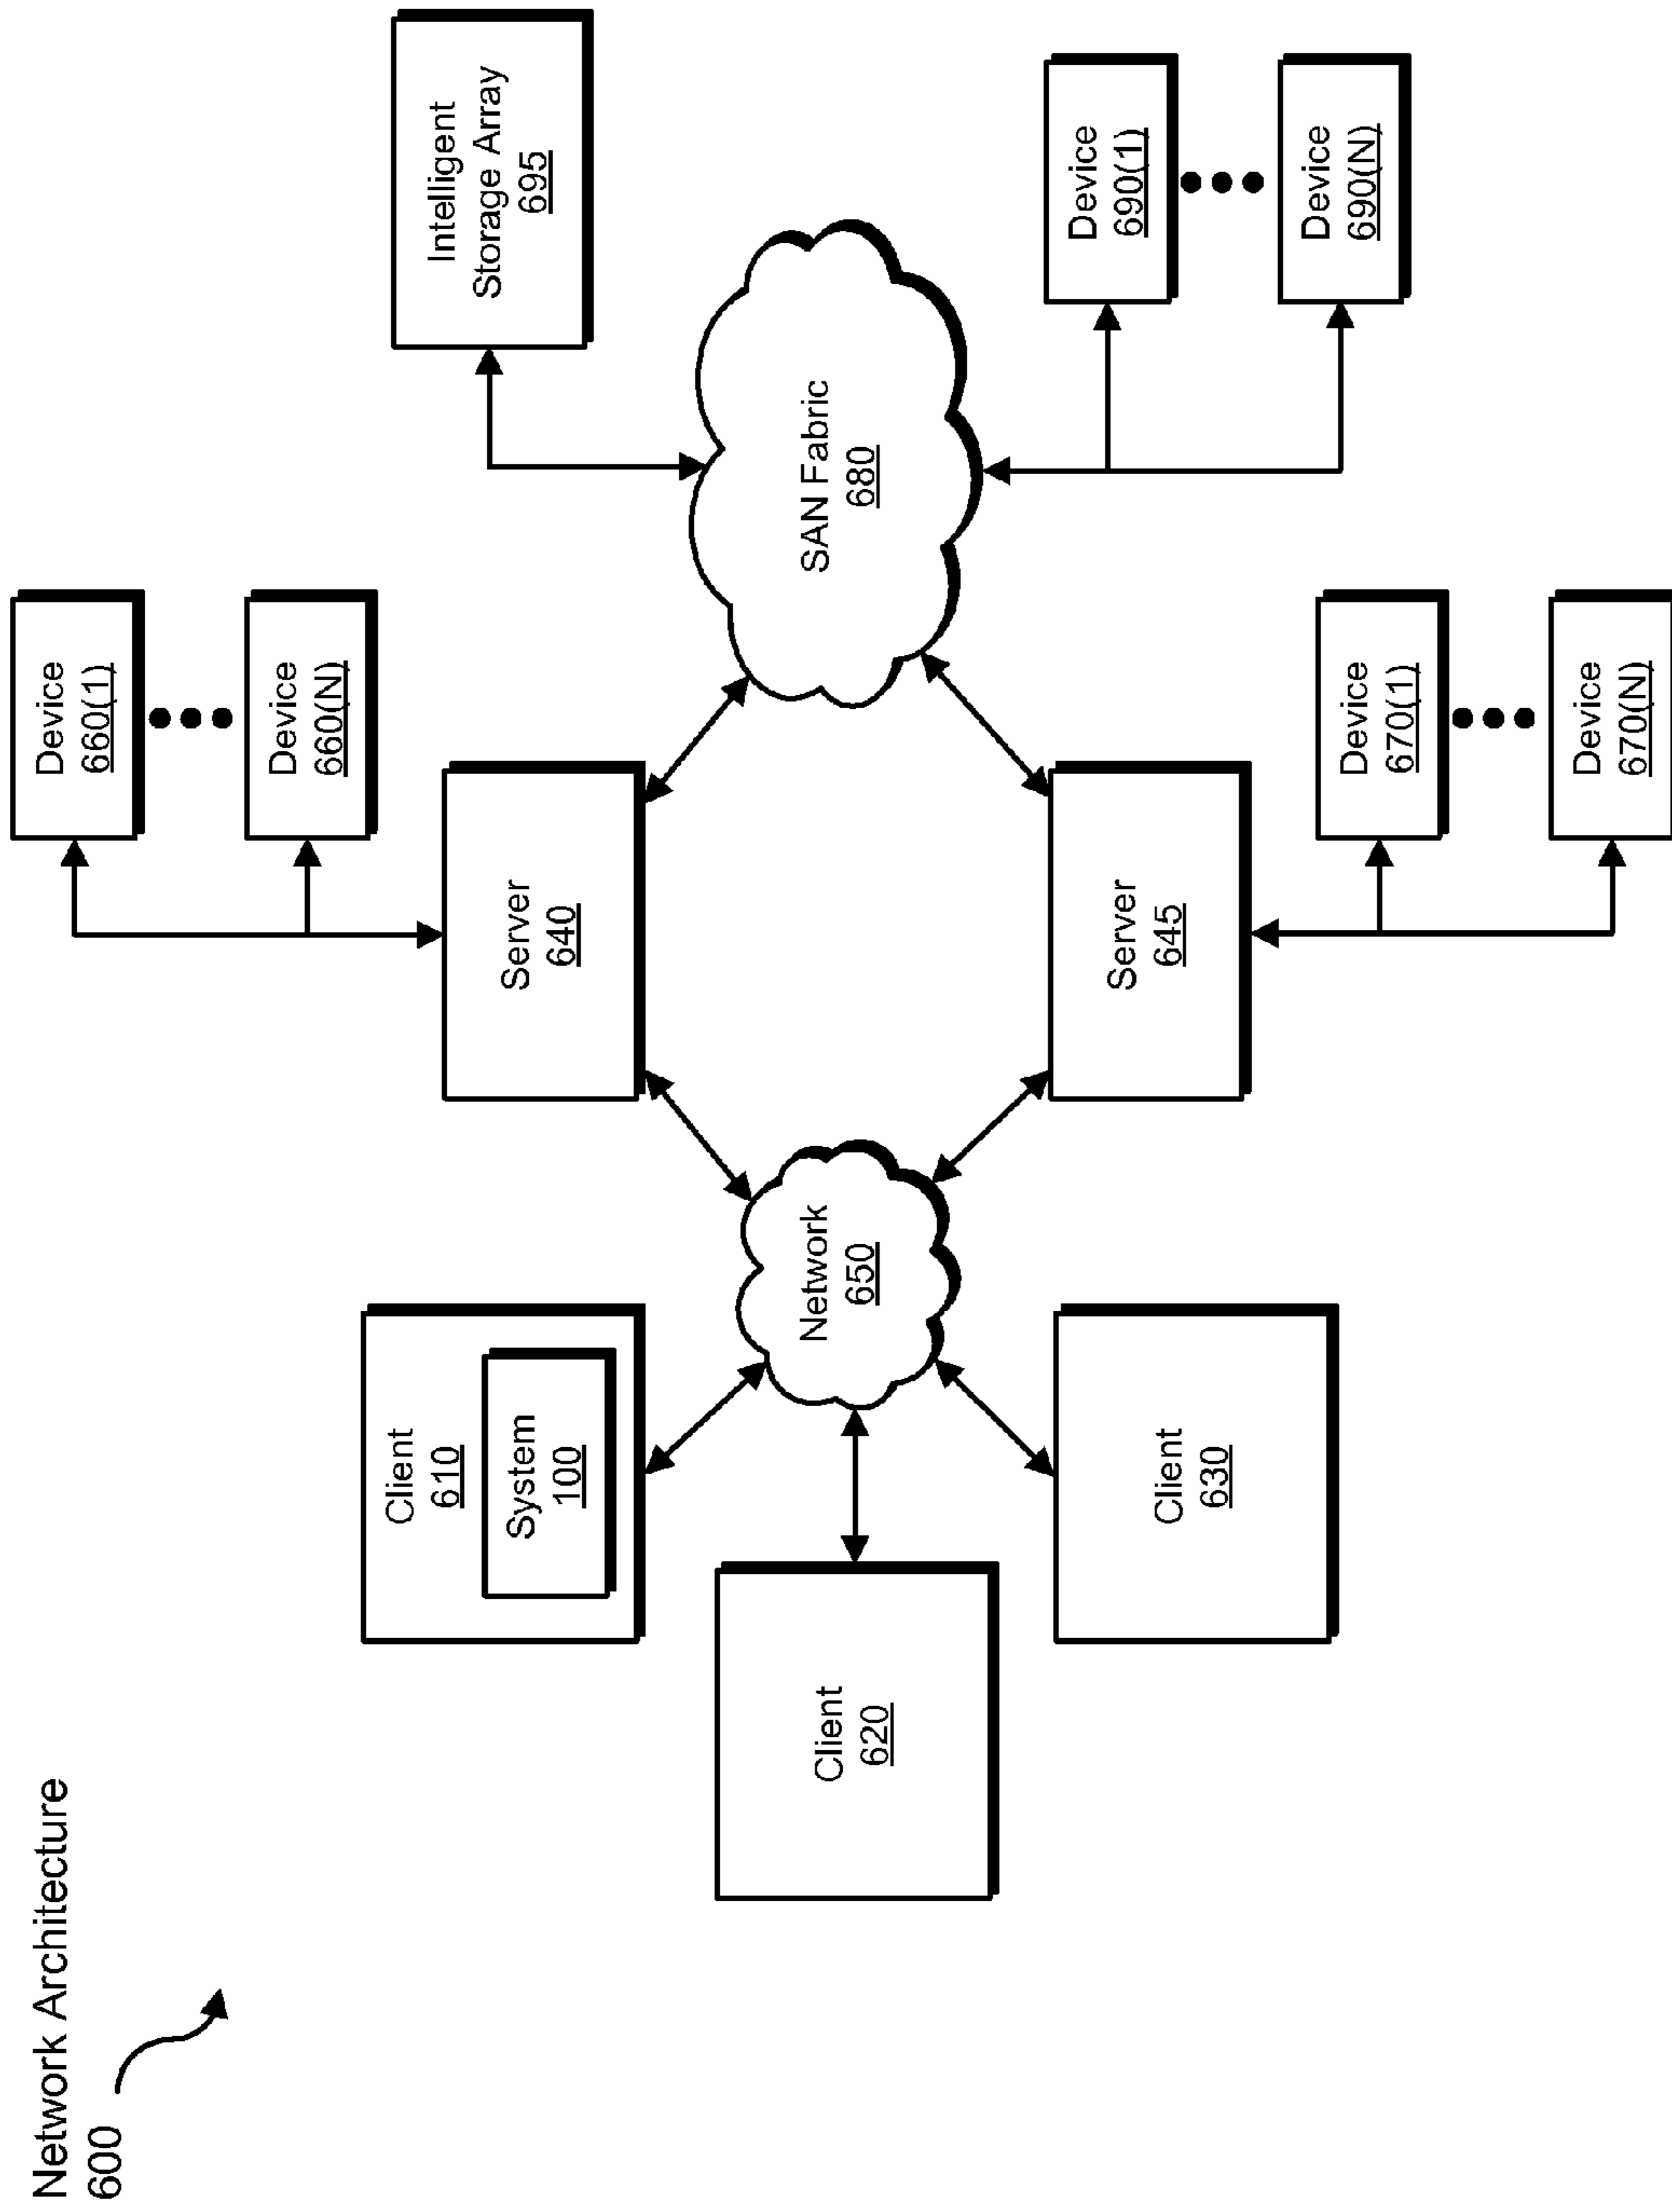 Network Architecture
600
Client
610
System
100
Client
620
Client
630
Network
650
Server
640
Server
645
Device
660(1)
Device
660(N)
Device
670(1)
Device
670(N)
SAN Fabric
680
Intelligent
Storage Array
695
Device
690(1)
Device
690(N)